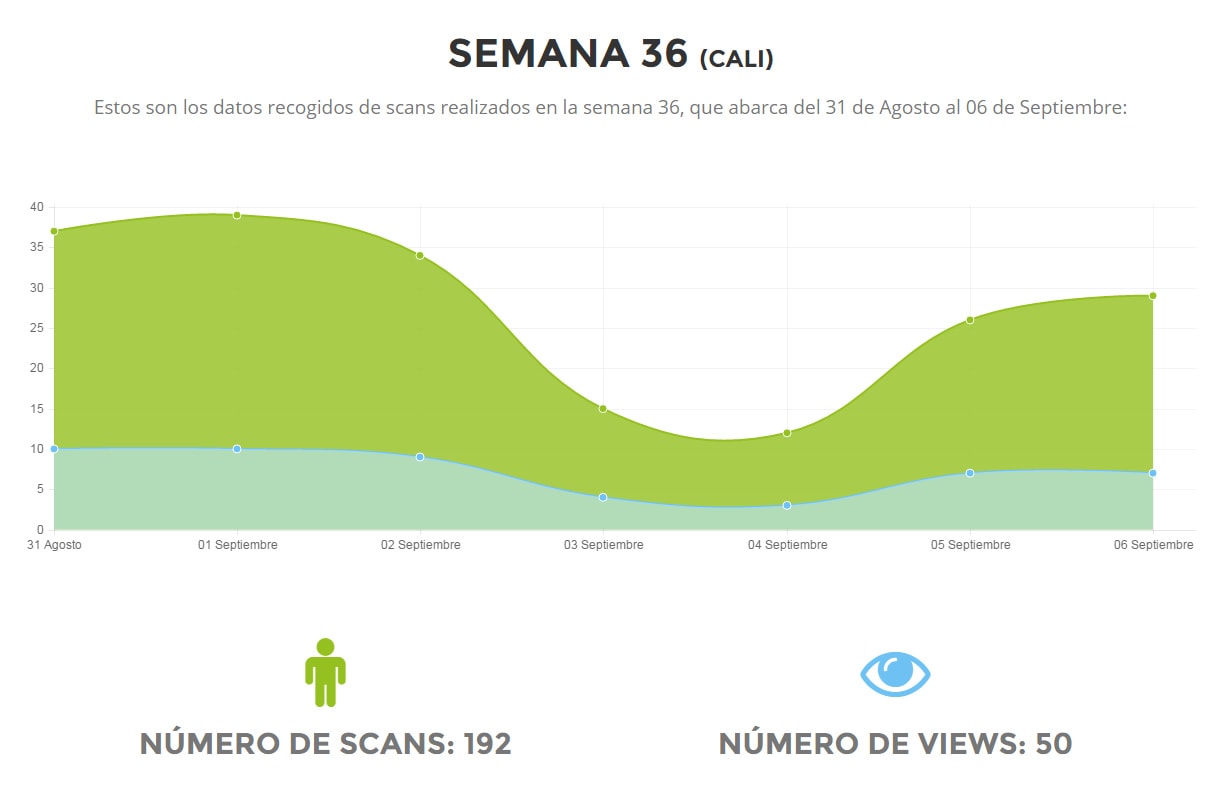 SEMANA 36 (CALI)
Estos son los datos recogidos de scans realizados en la semana 36, que abarca del 31 de Agosto al 06 de Septiembre:
40
35
30
25
20
15
10
5
0
31 Agosto 01 Septiembre 02 Septiembre 03 Septiembre 04 Septiembre 05 Septiembre 06 Septiembre
NÚMERO DE SCANS: 192 NÚMERO DE VIEWS: 50